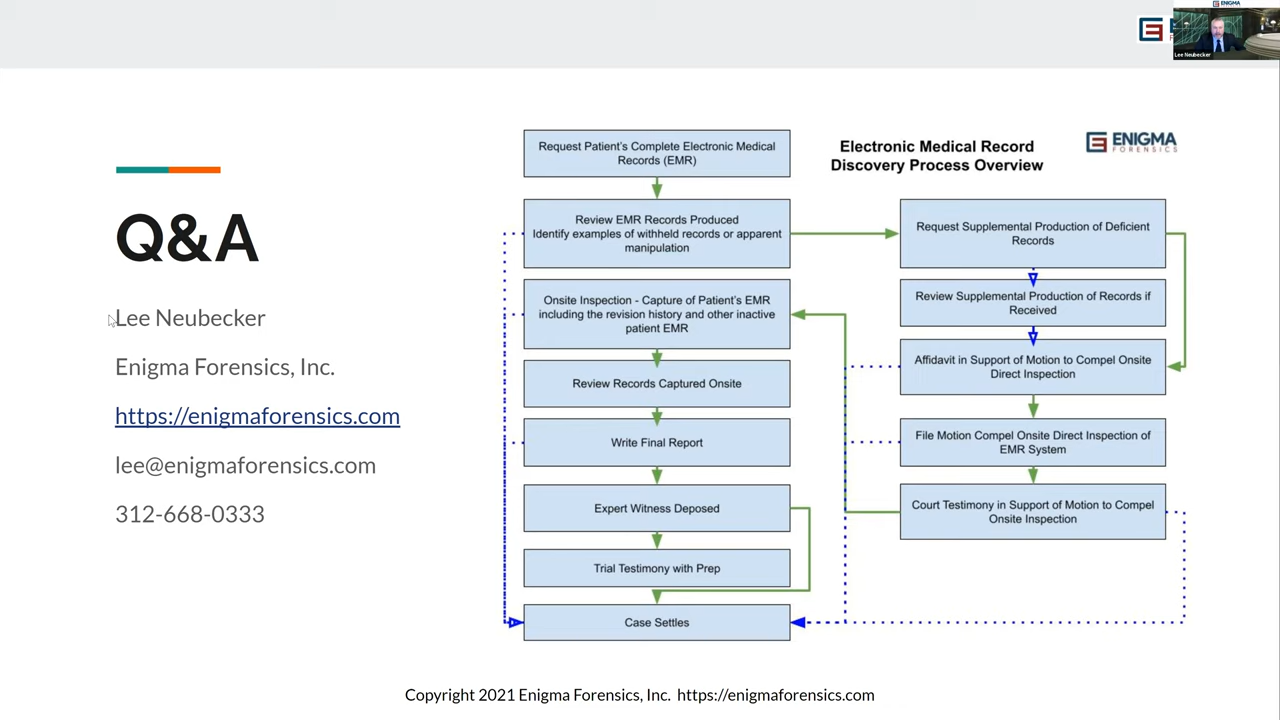 ENIGMA
Lee Neubecker
Q&A
Lee Neubecker
Enigma Forensics, Inc.
https://enigmaforensics.com
lee@enigmaforensics.com
312-668-0333
Electronic Medical Record
Discovery Process Overview
ENIGMA
FORENSICS
Request Patient's Complete Electronic Medical
Records (EMR)
Review EMR Records Produced
Identify examples of withheld records or apparent
manipulation
Onsite Inspection - Capture of Patient's EMR
including the revision history and other inactive
patient EMR
Review Records Captured Onsite
Write Final Report
Expert Witness Deposed
Trial Testimony with Prep
Case Settles
Request Supplemental Production of Deficient
Records
Review Supplemental Production of Records if
Received
Affidavit in Support of Motion to Compel Onsite
Direct Inspection
File Motion Compel Onsite Direct Inspection of
EMR System
Court Testimony in Support of Motion to Compel
Onsite Inspection
Copyright 2021 Enigma Forensics, Inc. https://enigmaforensics.com